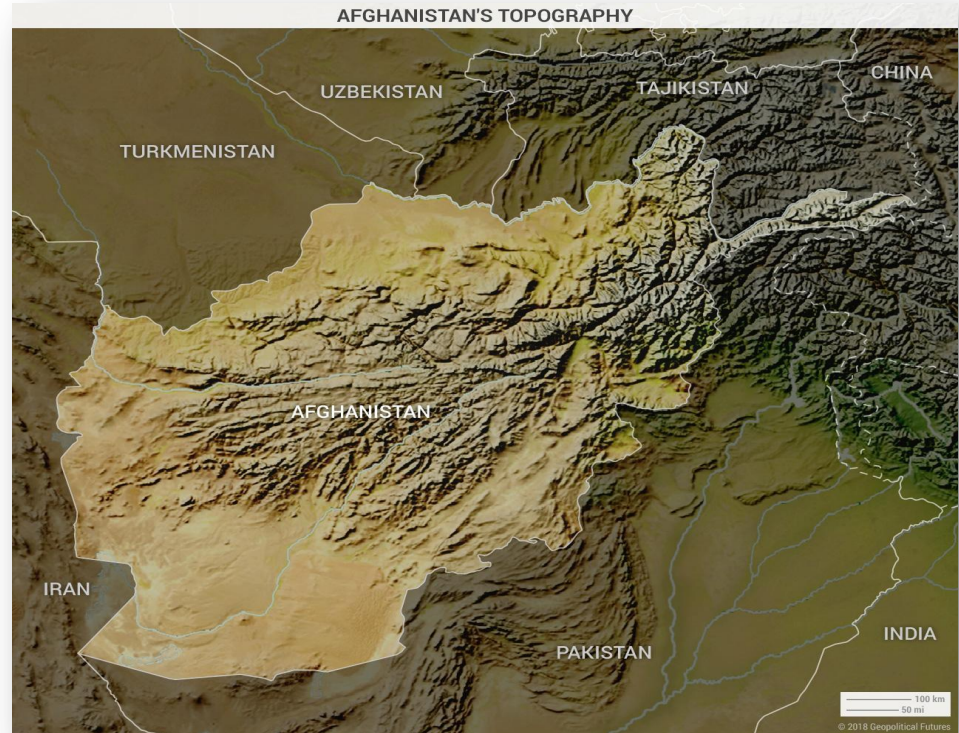 AFGHANISTAN'S TOPOGRAPHY
CHINA
UZBEKISTAN
TAJIKISTAN
TURKMENISTAN
AFGHANISTAN
IRAN
INDIA
PAKISTAN
100 km
50 mi
© 2018 Geopolitical Futures